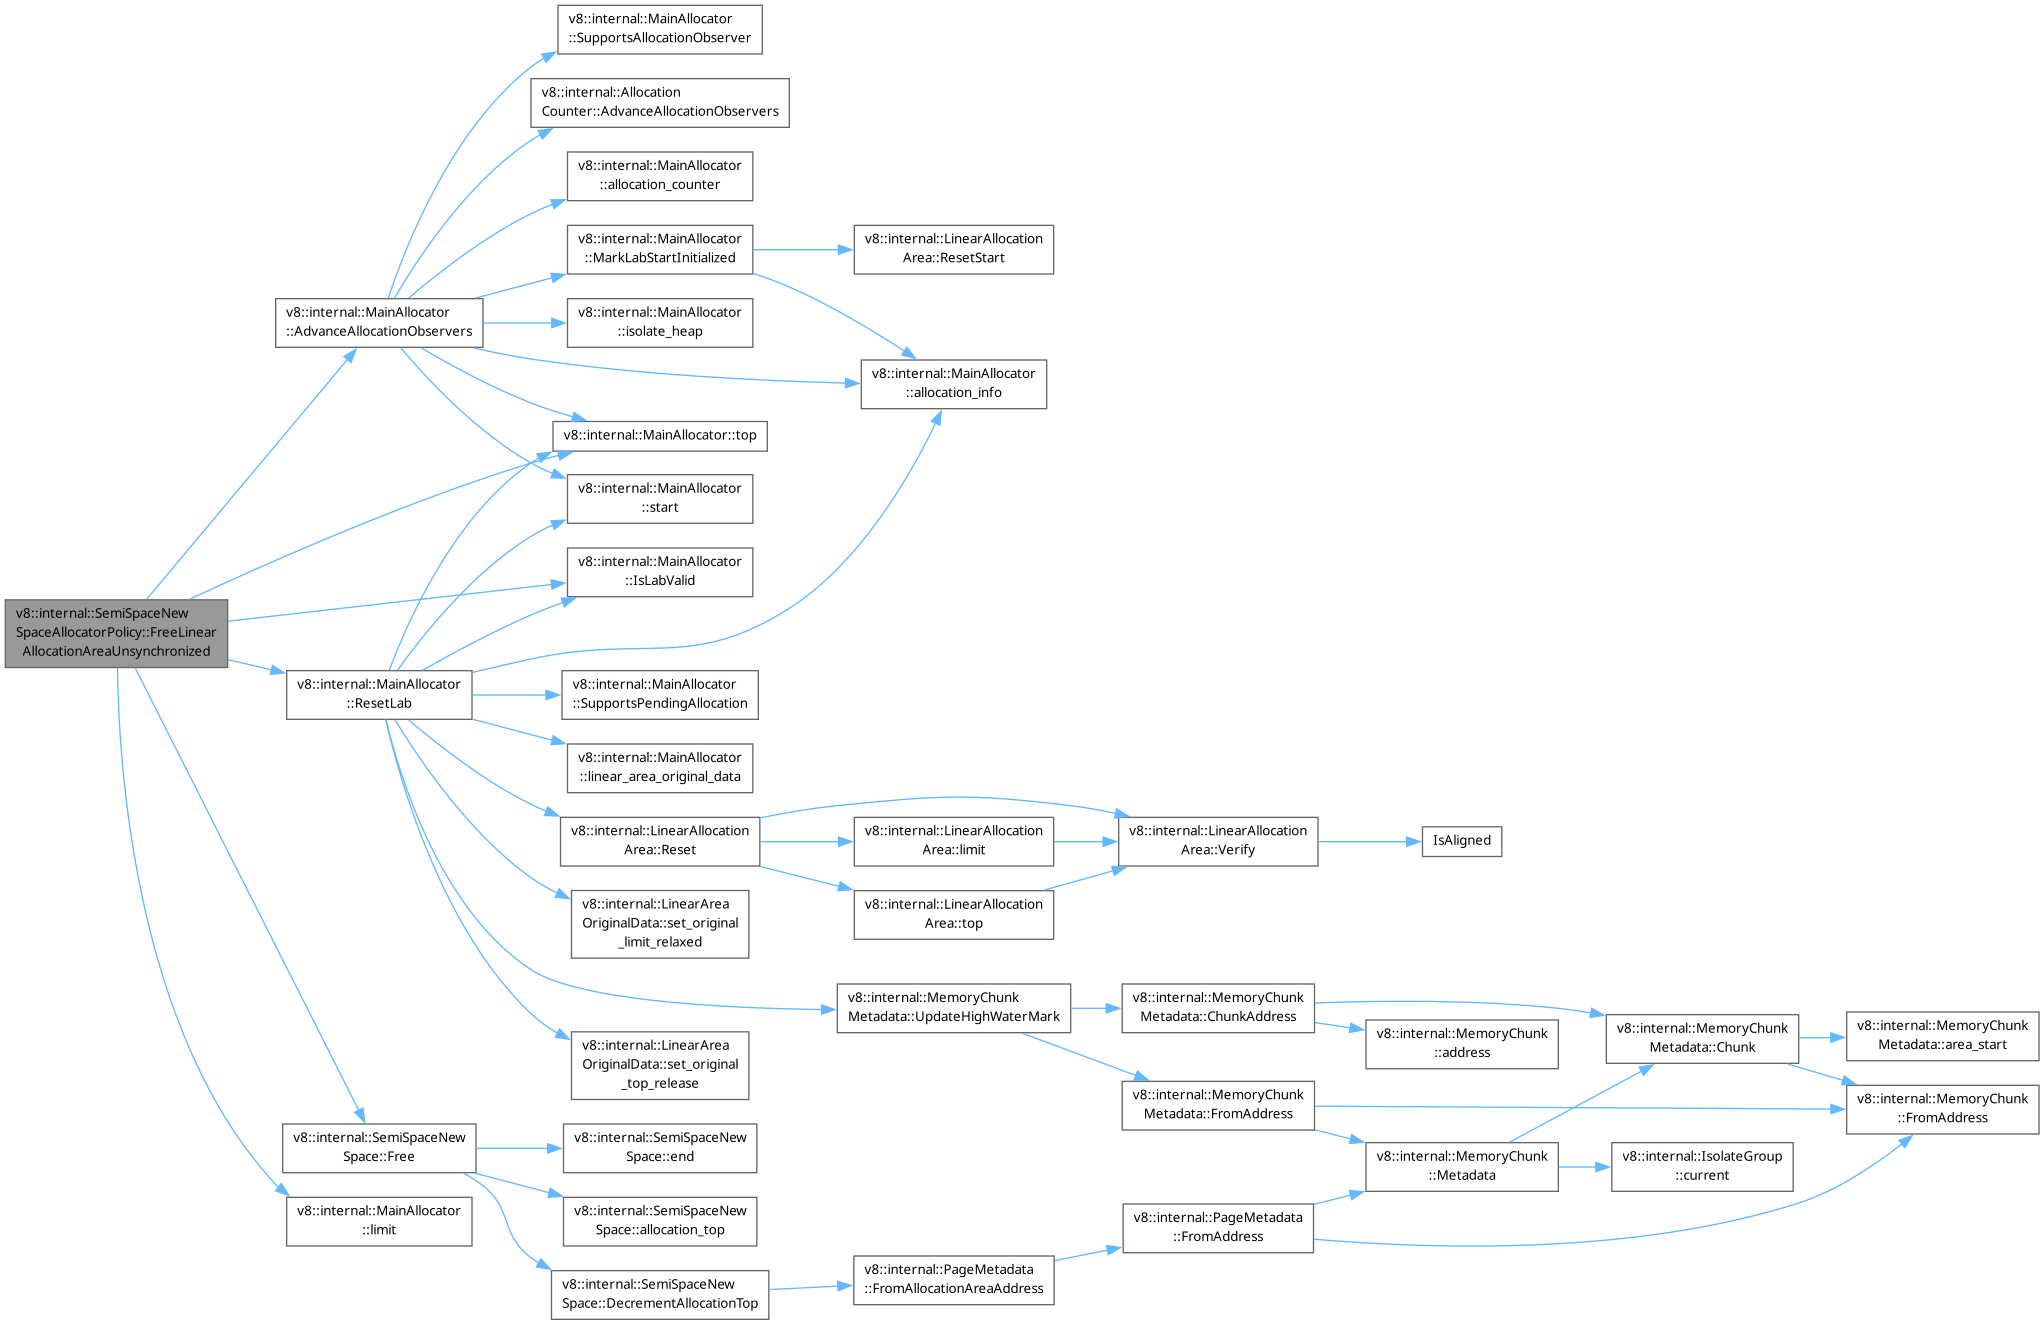 v8::internal::MainAllocator
::SupportsAllocationObserver
v8::internal::Allocation
Counter::AdvanceAllocationObservers
v8::internal::MainAllocator
::allocation_counter
v8::internal::MainAllocator
::MarkLabStartInitialized
v8::internal::LinearAllocation
Area::ResetStart
v8::internal::MainAllocator
::AdvanceAllocationObservers
v8::internal::MainAllocator
::isolate_heap
v8::internal::MainAllocator
::allocation_info
v8::internal::MainAllocator::top
v8::internal::MainAllocator
::start
v8::internal::MainAllocator
::IsLabValid
v8::internal::SemiSpaceNew
SpaceAllocatorPolicy::FreeLinear
AllocationAreaUnsynchronized
v8::internal::MainAllocator
::ResetLab
v8::internal::MainAllocator
::SupportsPendingAllocation
v8::internal::MainAllocator
::linear_area_original_data
v8::internal::LinearAllocation
Area::Reset
v8::internal::LinearAllocation
Area::limit
v8::internal::LinearAllocation
Area::Verify
IsAligned
v8::internal::LinearAllocation
Area::top
v8::internal::LinearArea
OriginalData::set_original
_limit_relaxed
v8::internal::MemoryChunk
Metadata::UpdateHighWaterMark
v8::internal::MemoryChunk
Metadata::ChunkAddress
v8::internal::MemoryChunk
::address
v8::internal::MemoryChunk
Metadata::Chunk
v8::internal::MemoryChunk
Metadata::area_start
v8::internal::LinearArea
OriginalData::set_original
_top_release
v8::internal::MemoryChunk
Metadata::FromAddress
v8::internal::MemoryChunk
::FromAddress
v8::internal::SemiSpaceNew
Space::Free
v8::internal::SemiSpaceNew
Space::end
v8::internal::MemoryChunk
::Metadata
v8::internal::IsolateGroup
::current
v8::internal::MainAllocator
::limit
v8::internal::SemiSpaceNew
Space::allocation_top
v8::internal::PageMetadata
::FromAddress
v8::internal::SemiSpaceNew
Space::DecrementAllocationTop
v8::internal::PageMetadata
::FromAllocationAreaAddress